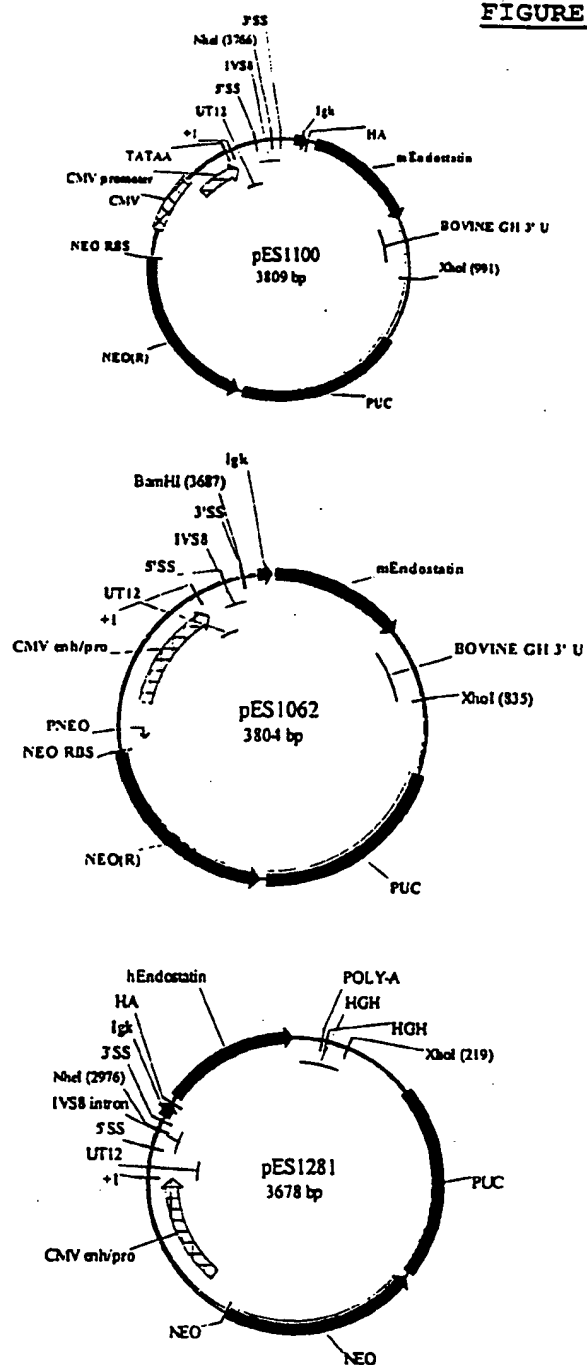 FIGURE
3'SS
NheI (3766)
IVS8
5'SS
UT12
+1
TATAA
CMV promoter
CMV
NEO RBS
NEO(R)
Igk
HA
mEndostatin
BOVINE GH 3' U
XhoI (991)
PUC
pES1100
3809 bp
Igk
BamHI (3687)
3'SS
IVS8
5'SS
UT12
+1
CMV enh/pro
PNEO
NEO RBS
NEO(R)
mEndostatin
BOVINE GH 3' U
XhoI (835)
PUC
pES1062
3804 bp
hEndostatin
HA
Igk
3'SS
NheI (2976)
IVS8 intron
5'SS
UT12
+1
CMV enh/pro
NEO
NEO
POLY-A
HGH
HGH
XhoI (219)
PUC
pES1281
3678 bp